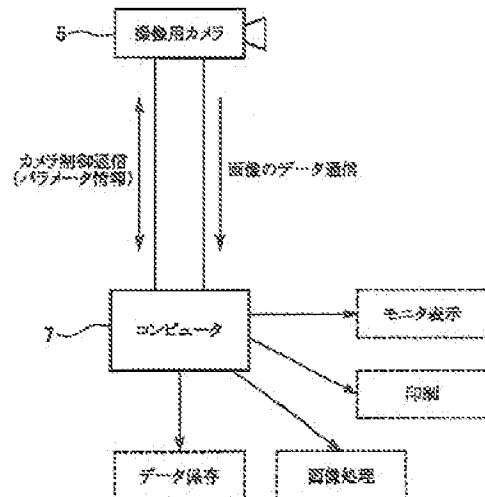 5
撮像用カメラ
カメラ制御通信
(パラメータ情報)
画像のデータ通信
7
コンピュータ
モニタ表示
印刷
データ保存
画像処理